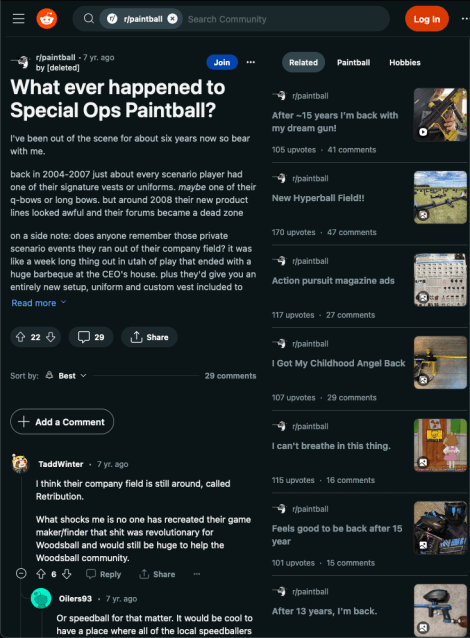 r/paintball
Search Community
Log In
r/paintball · 7 yr. ago
by [deleted]
Join
What ever happened to
Special Ops Paintball?
I've been out of the scene for about six years now so bear
with me.
back in 2004-2007 just about every scenario player had
one of their signature vests or uniforms. maybe one of their
q-bows or long bows. but around 2008 their new product
lines looked awful and their forums became a dead zone
on a side note: does anyone remember those private
scenario events they ran out of their company field? it was
like a week long thing out in utah of play that ended with a
huge barbeque at the CEO's house. plus they'd give you an
entirely new setup, uniform and custom vest included to
Read more
22
29
Share
Sort by:
Best
29 comments
Add a Comment
TaddWinter · 7 yr. ago
I think their company field is still around, called
Retribution.
What shocks me is no one has recreated their game
maker/finder that shit was revolutionary for
Woodsball and would still be huge to help the
Woodsball community.
6
Reply
Share
Oilers93 · 7 yr. ago
Or speedball for that matter. It would be cool to
have a place where all of the local speedballers
Related
Paintball
Hobbies
r/paintball
After ~15 years I'm back with
my dream gun!
105 upvotes · 41 comments
r/paintball
New Hyperball Field!!
170 upvotes · 47 comments
r/paintball
Action pursuit magazine ads
117 upvotes · 27 comments
r/paintball
I Got My Childhood Angel Back
107 upvotes · 29 comments
r/paintball
I can't breathe in this thing.
115 upvotes · 16 comments
r/paintball
Feels good to be back after 15
year
101 upvotes · 15 comments
r/paintball
After 13 years, I'm back.